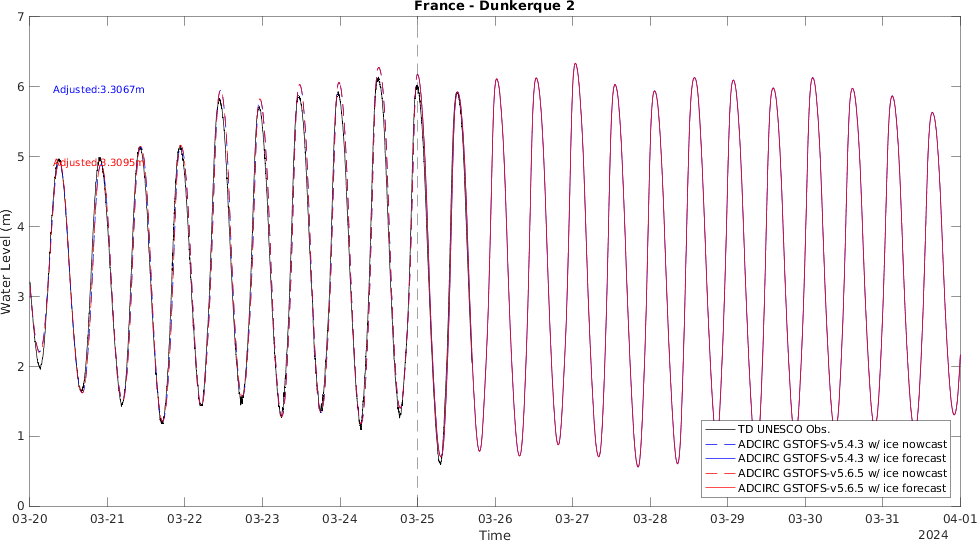 France - Dunkerque 2
7
6
5
4
3
2
1
0
Water Level (m)
Adjusted:3.3067m
Adjusted:3.3095m
TD UNESCO Obs.
ADCIRC GSTOFS-v5.4.3 w/ ice nowcast
ADCIRC GSTOFS-v5.4.3 w/ ice forecast
ADCIRC GSTOFS-v5.6.5 w/ ice nowcast
ADCIRC GSTOFS-v5.6.5 w/ ice forecast
03-20 03-21 03-22 03-23 03-24 03-25 03-26 03-27 03-28 03-29 03-30 03-31 04-01
Time
2024